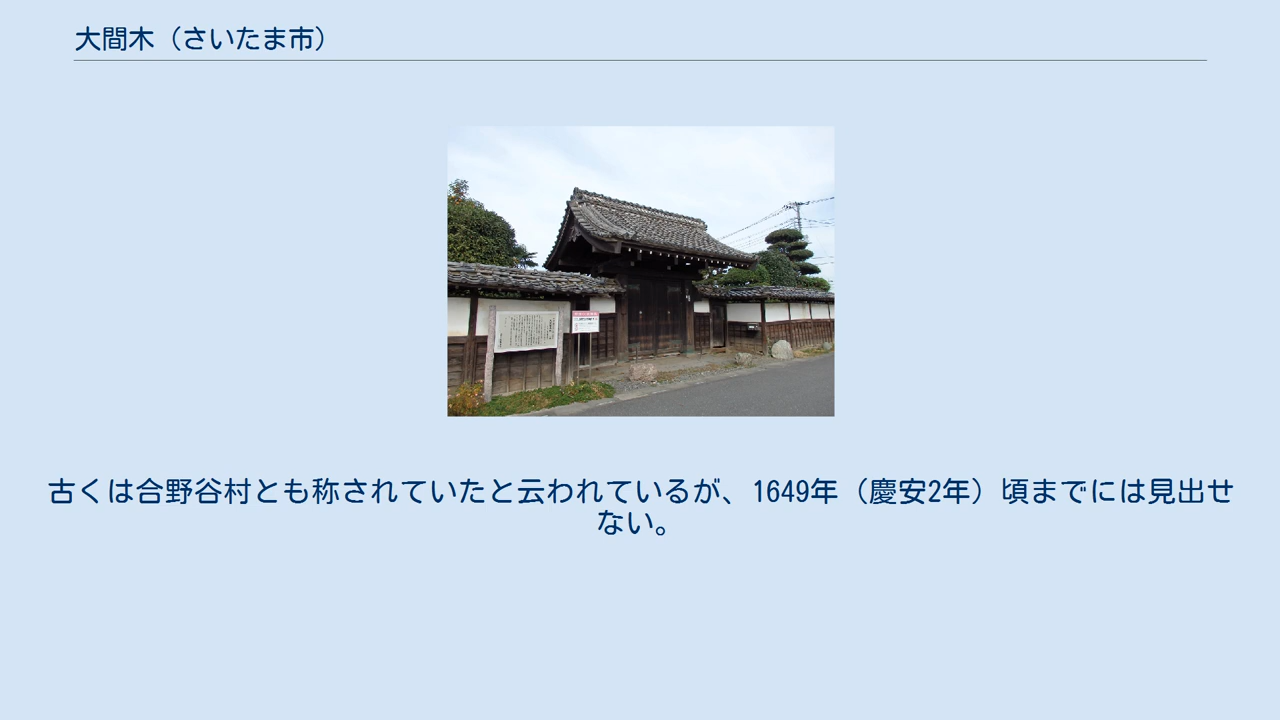 大間木（さいたま市）
古くは合野谷村とも称されていたと云われているが、1649年（慶安2年）頃までには見出せ
ない。